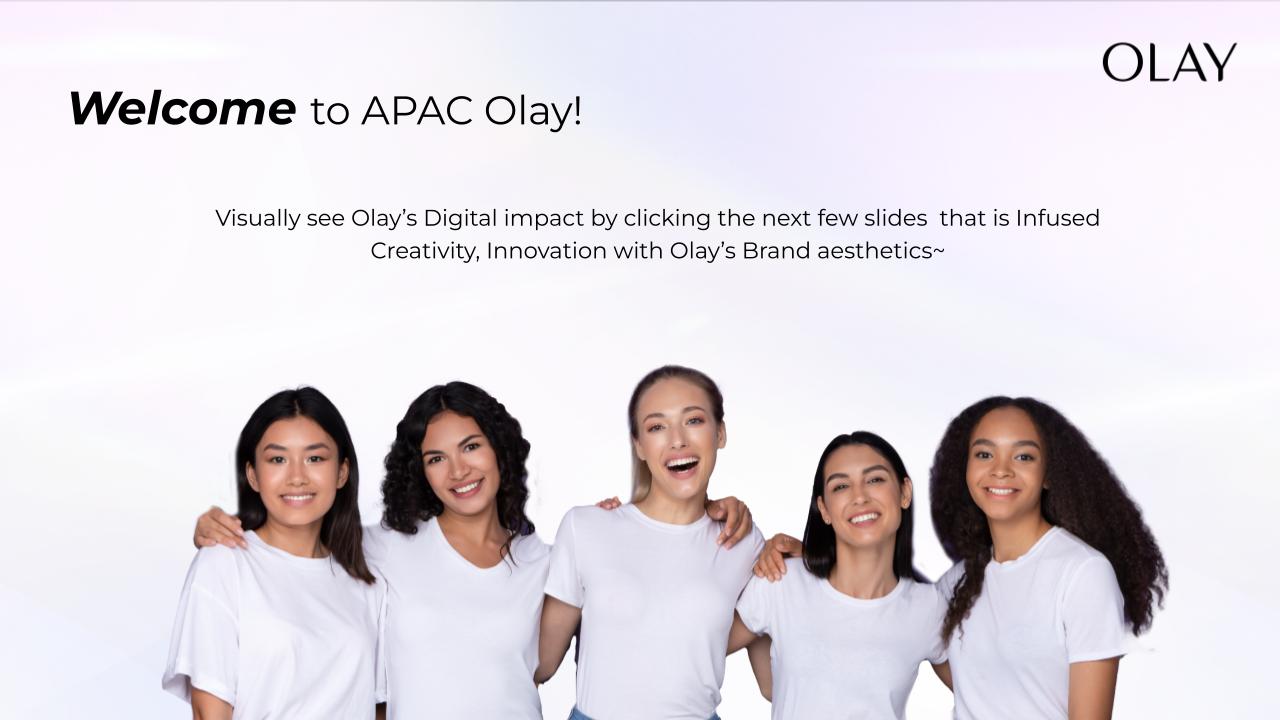 OLAY
Welcome to APAC Olay!
Visually see Olay’s Digital impact by clicking the next few slides  that is Infused
Creativity, Innovation with Olay’s Brand aesthetics~